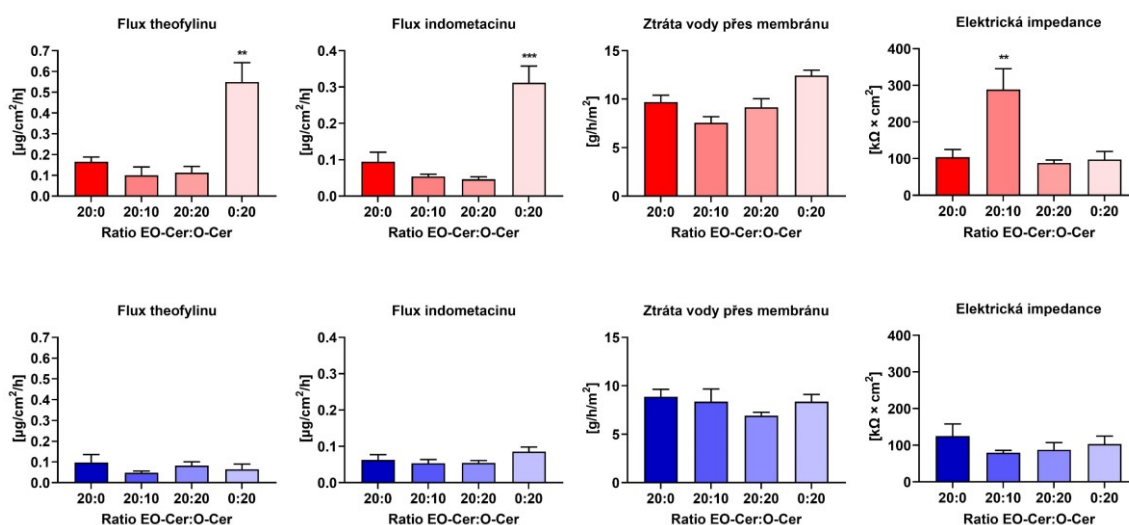 Flux theofylinu
[µg/cm²/h]
0.7
0.6
0.5
0.4
0.3
0.2
0.1
0.0
**
20:0 20:10 20:20 0:20
Ratio EO-Cer:O-Cer
Flux indometacinu
[µg/cm²/h]
0.4
0.3
0.2
0.1
0.0
***
20:0 20:10 20:20 0:20
Ratio EO-Cer:O-Cer
Ztráta vody přes membránu
[g/h/m²]
15
10
5
0
20:0 20:10 20:20 0:20
Ratio EO-Cer:O-Cer
Elektrická impedance
[kΩ × cm²]
400
300
200
100
0
**
20:0 20:10 20:20 0:20
Ratio EO-Cer:O-Cer
Flux theofylinu
[µg/cm²/h]
0.7
0.6
0.5
0.4
0.3
0.2
0.1
0.0
20:0 20:10 20:20 0:20
Ratio EO-Cer:O-Cer
Flux indometacinu
[µg/cm²/h]
0.4
0.3
0.2
0.1
0.0
20:0 20:10 20:20 0:20
Ratio EO-Cer:O-Cer
Ztráta vody přes membránu
[g/h/m²]
15
10
5
0
20:0 20:10 20:20 0:20
Ratio EO-Cer:O-Cer
Elektrická impedance
[kΩ × cm²]
400
300
200
100
0
20:0 20:10 20:20 0:20
Ratio EO-Cer:O-Cer